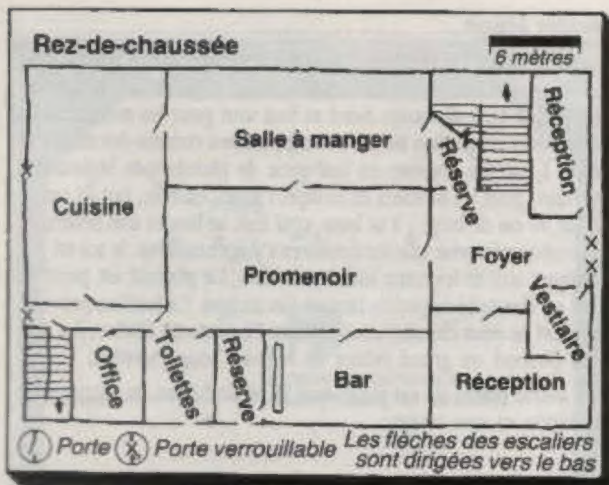 Rez-de-chaussée
6 mètres
Salle à manger
Réserve
Réception
Cuisine
Foyer
Promenoir
Vestiaire
Office
Toilettes
Réserve
Bar
Réception
Porte
Porte verrouillable
Les flèches des escaliers
sont dirigées vers le bas